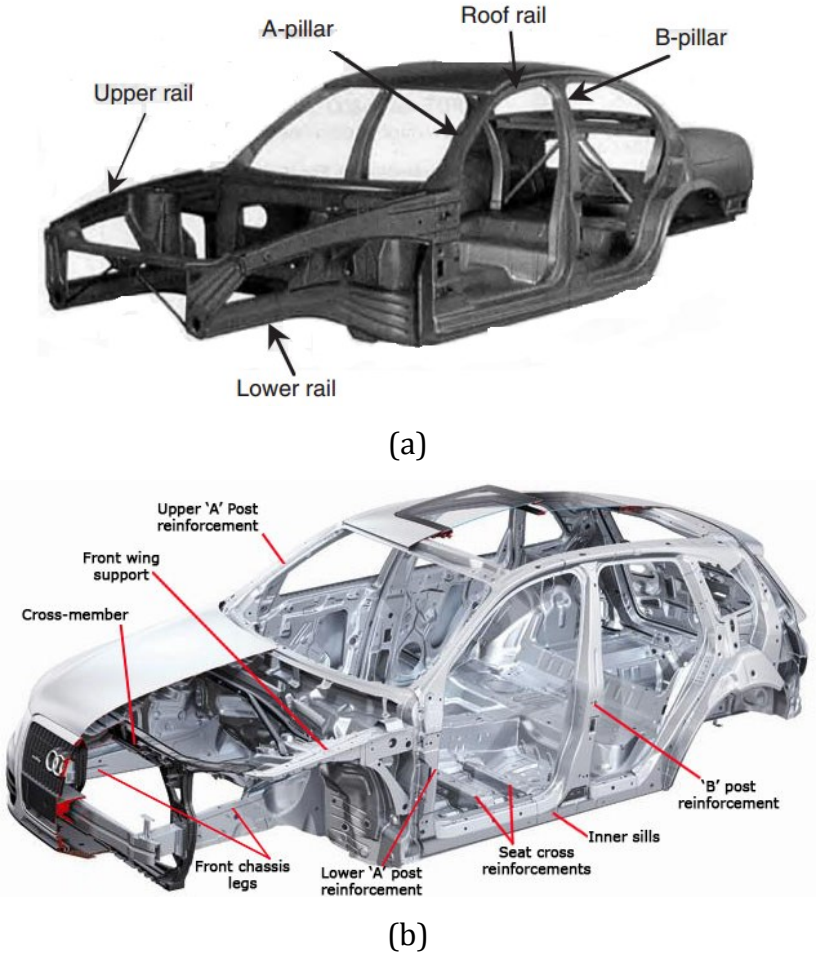 Roof rail
A-pillar
B-pillar
Upper rail
Lower rail
(a)
Upper ‘A’ Post
reinforcement
Front wing
support
Cross-member
‘B’ post
reinforcement
Inner sills
Front chassis
legs
Seat cross
reinforcements
Lower ‘A’ post
reinforcement
(b)